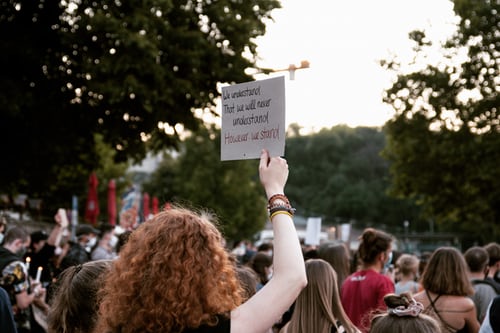 We understand
That we will never
understand
However, we stand